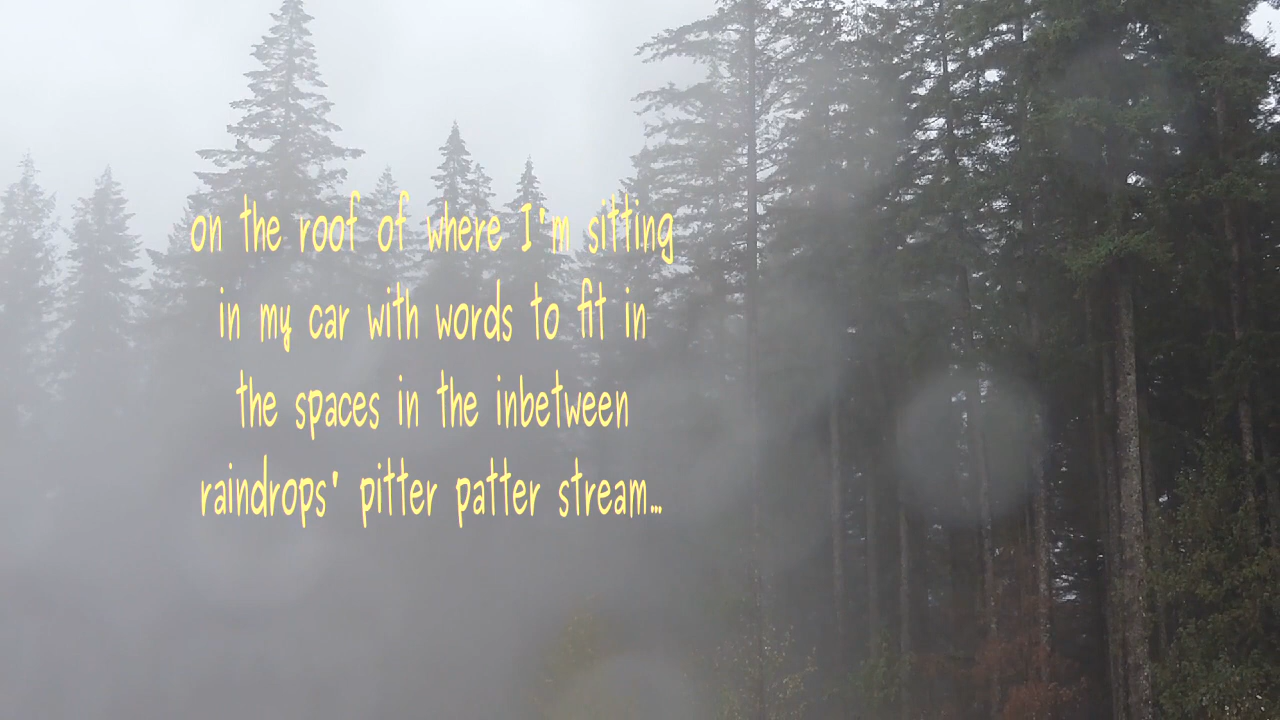 on the roof of where I'm sitting
in my car with words to fit in
the spaces in the inbetween
raindrops' pitter patter stream...